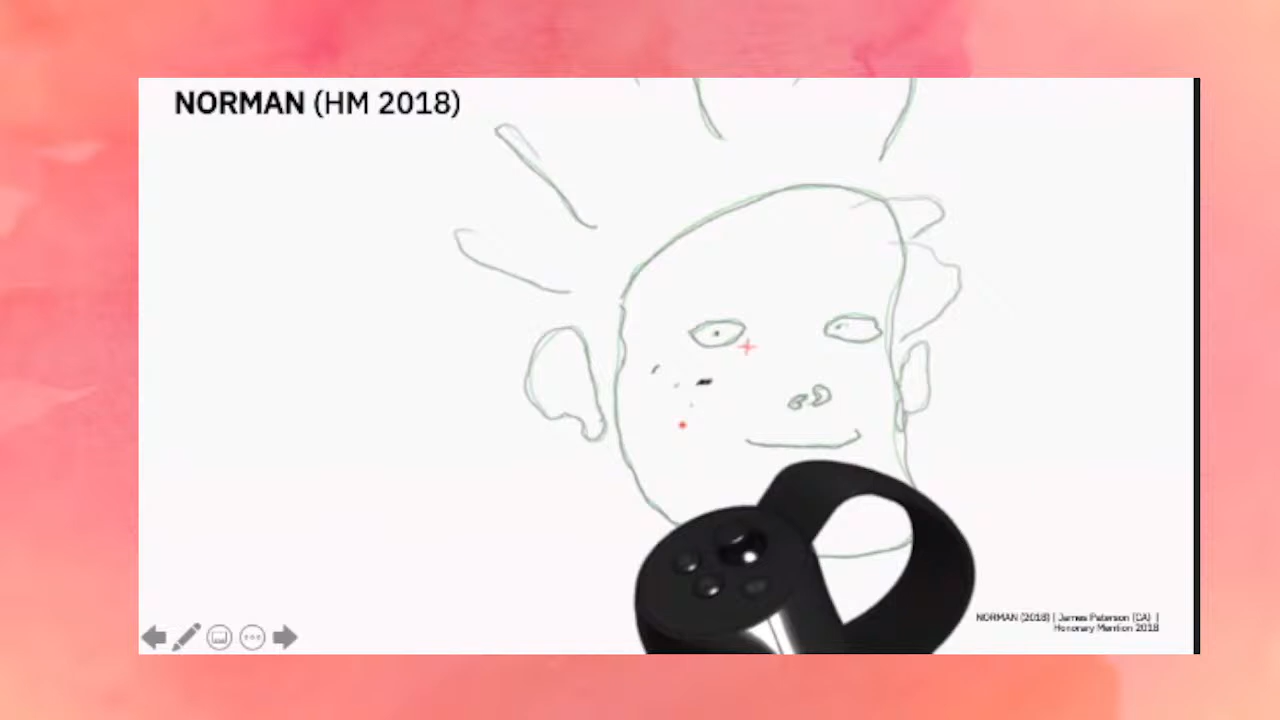 NORMAN (HM 2018)
NORMAN (2018) | James Paterson (CA) |
Honorary Mention 2018